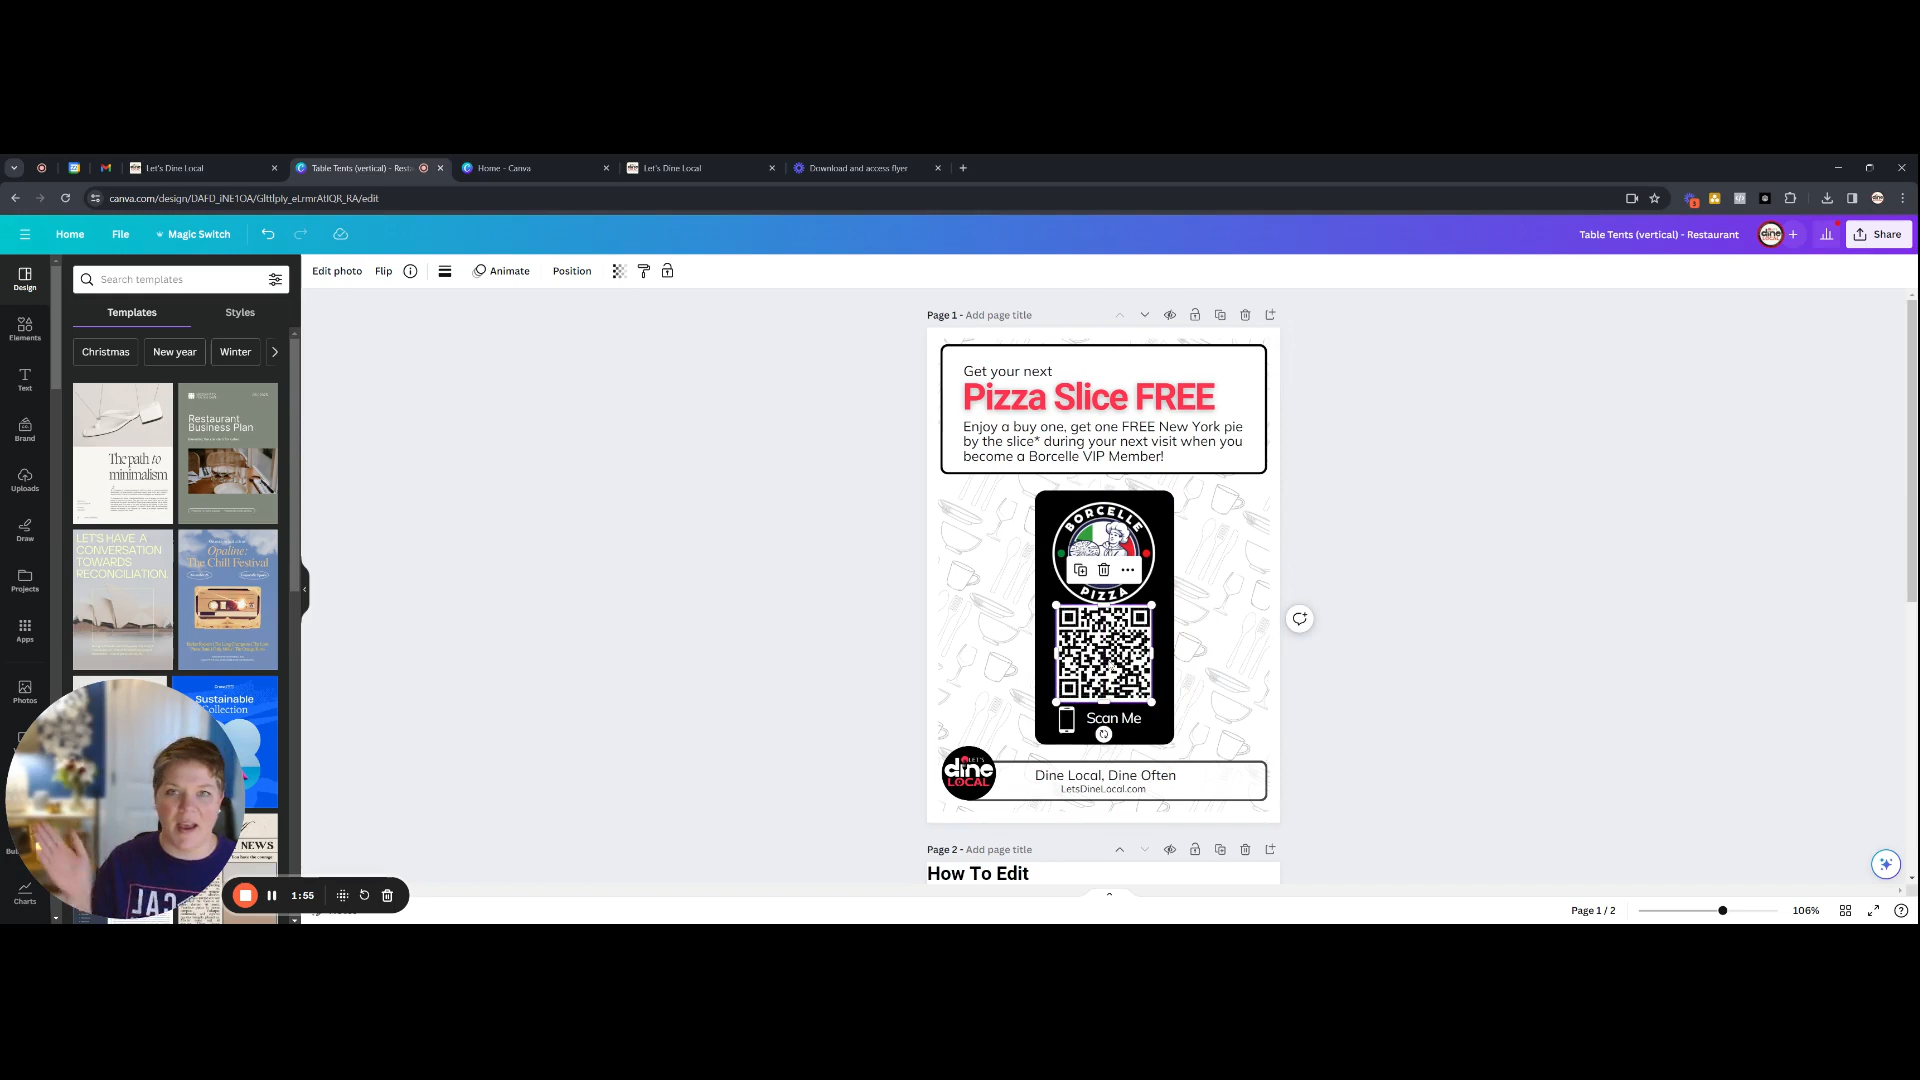 Let's Dine Local
Table Tents (vertical) - Resta
Home - Canva
Let's Dine Local
Download and access flyer
canva.com/design/DAFD_iNE1OA/GlttlpIy_eLrmrAtIQR_RA/edit
Home
File
Magic Switch
Table Tents (vertical) - Restaurant
Share
Edit photo
Flip
Animate
Position
Design
Elements
Text
Brand
Uploads
Draw
Projects
Apps
Photos
Charts
Search templates
Templates
Styles
Christmas
New year
Winter
The path to
minimalism
Restaurant
Business Plan
LET'S HAVE A
CONVERSATION
TOWARDS
RECONCILIATION.
Opaline:
The Chill Festival
Sustainable
Collection
NEWS
Page 1 - Add page title
Get your next
Pizza Slice FREE
Enjoy a buy one, get one FREE New York pie
by the slice* during your next visit when you
become a Borcelle VIP Member!
BORCELLE
PIZZA
Scan Me
LET'S
dine
LOCAL
Dine Local, Dine Often
LetsDineLocal.com
Page 2 - Add page title
How To Edit
1:55
Page 1 / 2
106%